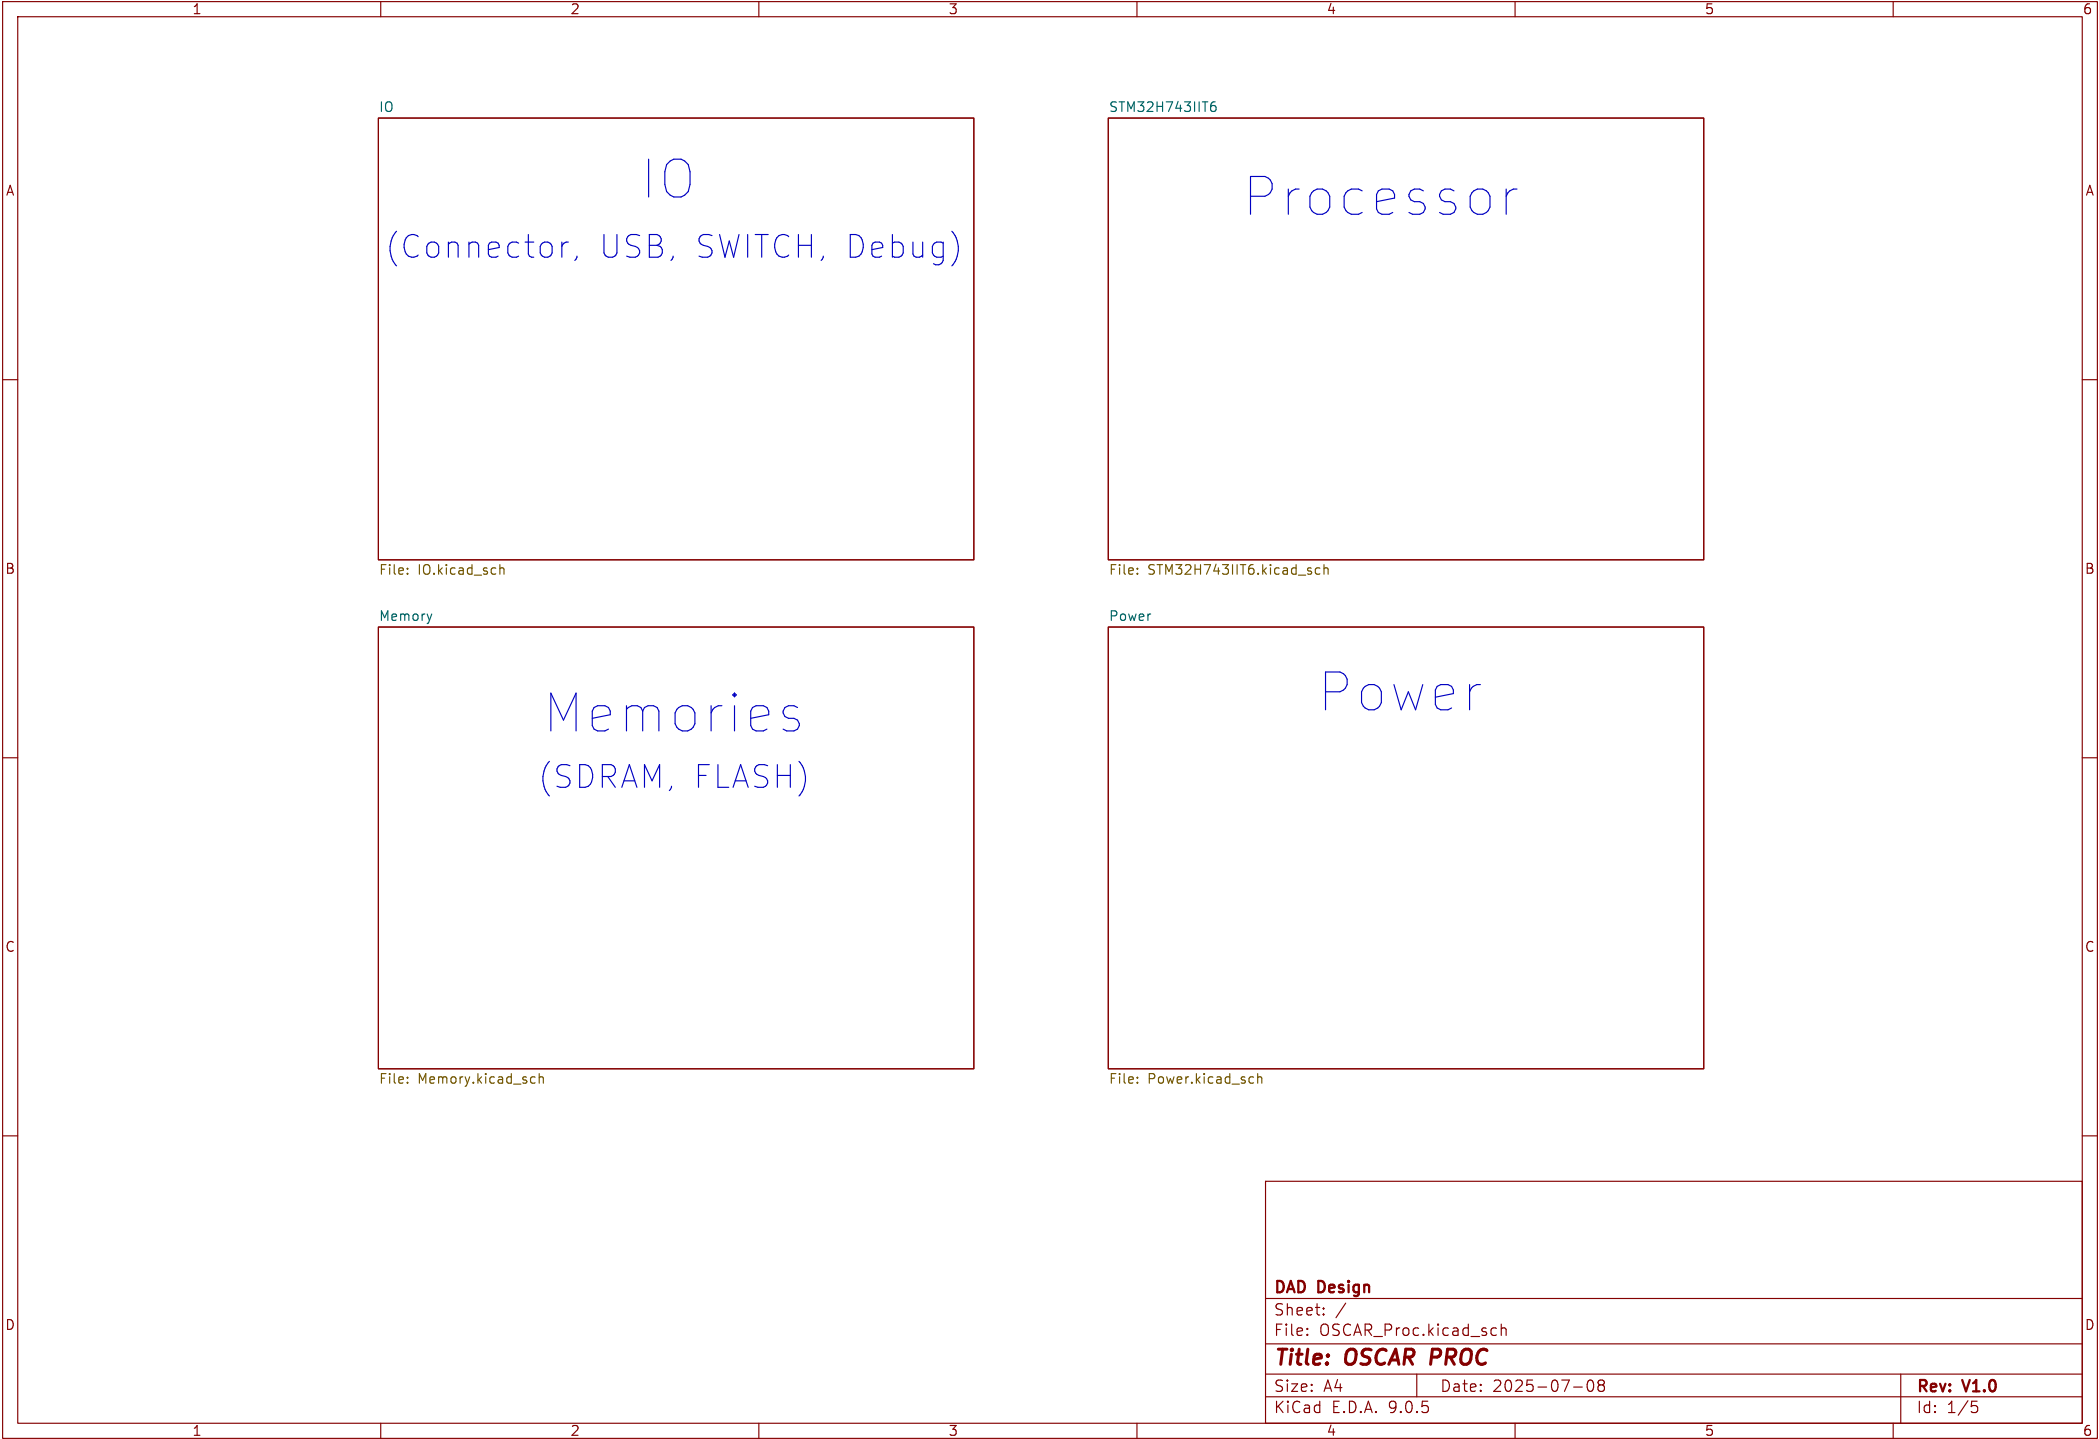 1 2 3 4 5 6
IO
IO
(Connector, USB, SWITCH, Debug)
File: IO.kicad_sch
STM32H743IIT6
Processor
File: STM32H743IIT6.kicad_sch
Memory
Memories
(SDRAM, FLASH)
File: Memory.kicad_sch
Power
Power
File: Power.kicad_sch
A A
B B
C C
D D
DAD Design
Sheet: /
File: OSCAR_Proc.kicad_sch
Title: OSCAR PROC
Size: A4 Date: 2025-07-08 Rev: V1.0
KiCad E.D.A. 9.0.5 Id: 1/5
1 2 3 4 5 6